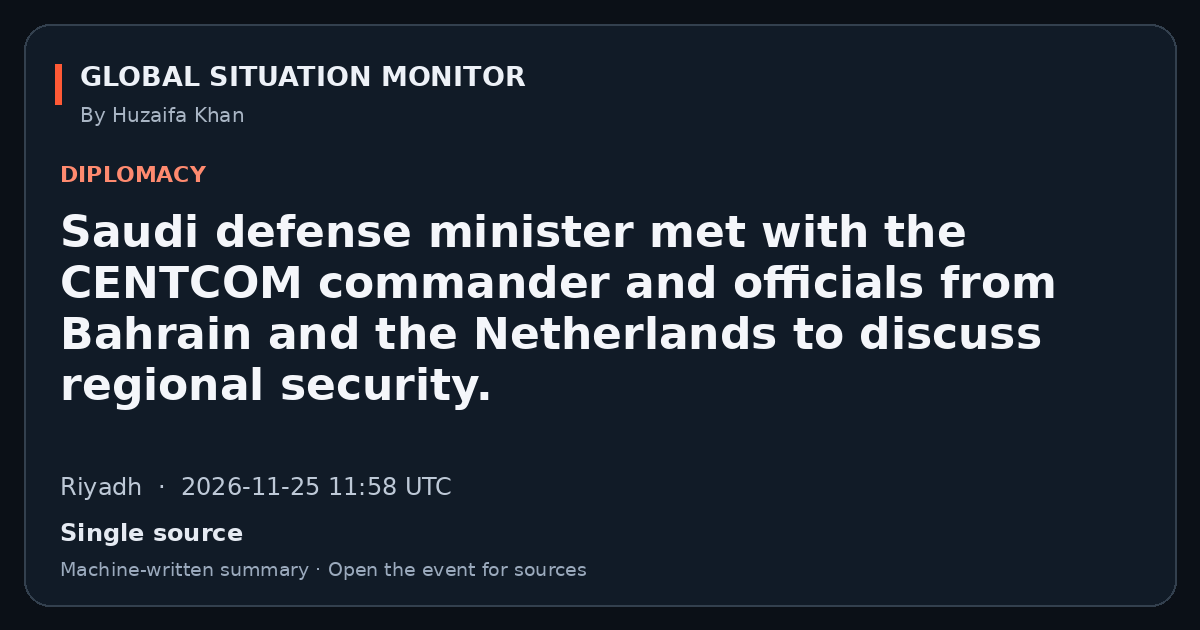 GLOBAL SITUATION MONITOR
By Huzaifa Khan
DIPLOMACY
Saudi defense minister met with the
CENTCOM commander and officials from
Bahrain and the Netherlands to discuss
regional security.
Riyadh · 2026-11-25 11:58 UTC
Single source
Machine-written summary · Open the event for sources